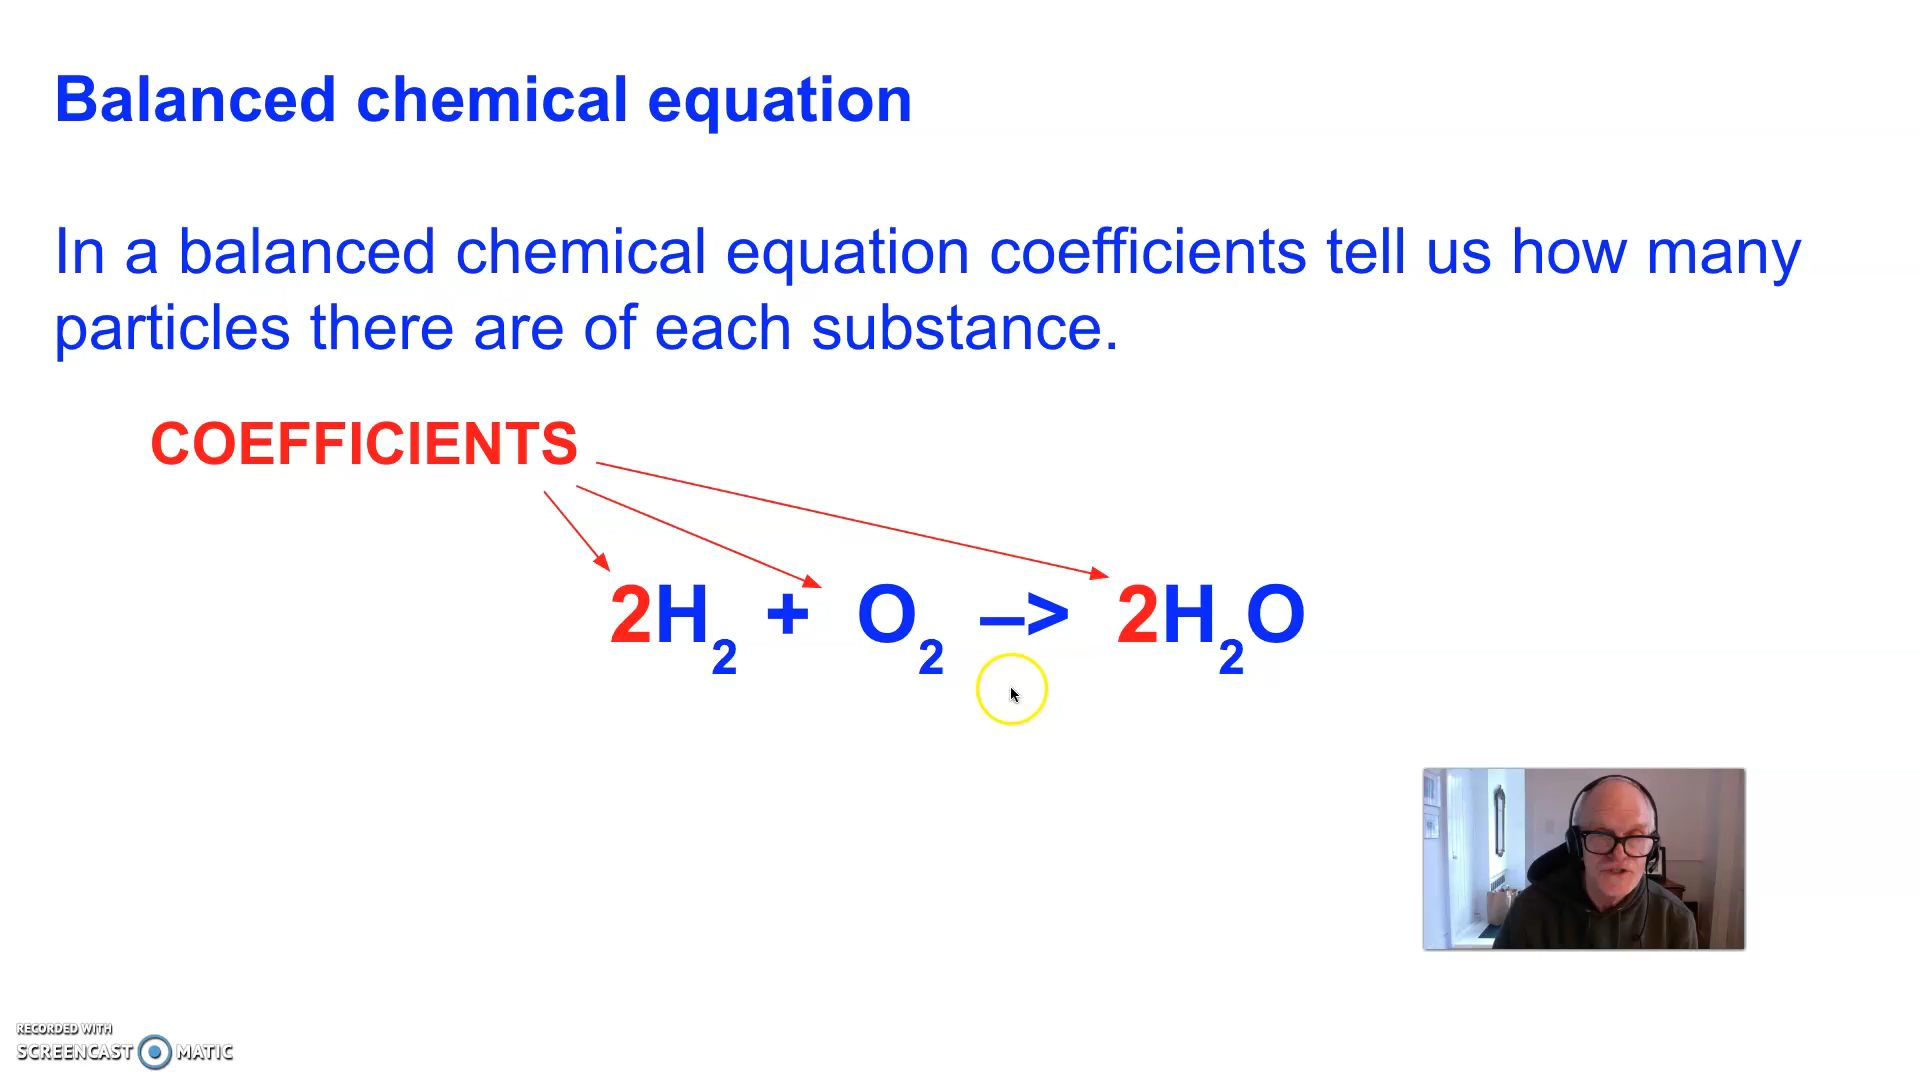 Balanced chemical equation
In a balanced chemical equation coefficients tell us how many
particles there are of each substance.
COEFFICIENTS
2H₂ + O₂ –> 2H₂O
RECORDED WITH
SCREENCAST MATIC